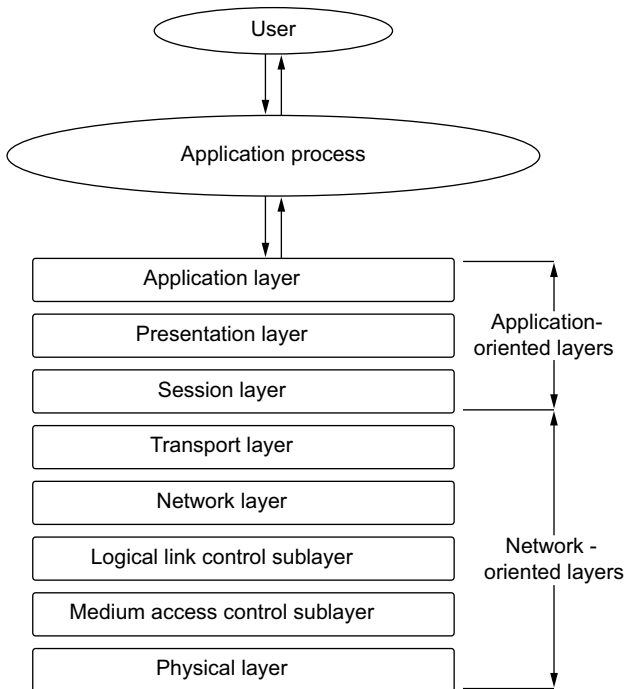 User
Application process
Application layer
Presentation layer
Application-
oriented layers
Session layer
Transport layer
Network layer
Logical link control sublayer
Network -
oriented layers
Medium access control sublayer
Physical layer